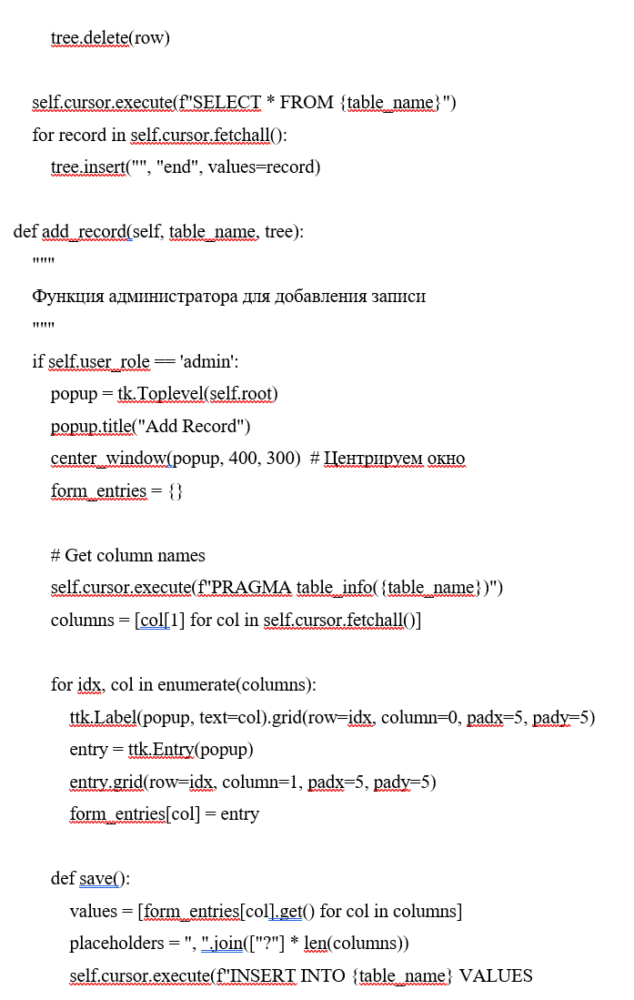 tree.delete(row)
self.cursor.execute(f"SELECT * FROM {table_name}")
for record in self.cursor.fetchall():
tree.insert("", "end", values=record)
def add_record(self, table_name, tree):
"""
Функция администратора для добавления записи
"""
if self.user_role == 'admin':
popup = tk.Toplevel(self.root)
popup.title("Add Record")
center_window(popup, 400, 300)  # Центрируем окно
form_entries = {}
# Get column names
self.cursor.execute(f"PRAGMA table_info({table_name})")
columns = [col[1] for col in self.cursor.fetchall()]
for idx, col in enumerate(columns):
ttk.Label(popup, text=col).grid(row=idx, column=0, padx=5, pady=5)
entry = ttk.Entry(popup)
entry.grid(row=idx, column=1, padx=5, pady=5)
form_entries[col] = entry
def save():
values = [form_entries[col].get() for col in columns]
placeholders = ", ".join(["?"] * len(columns))
self.cursor.execute(f"INSERT INTO {table_name} VALUES